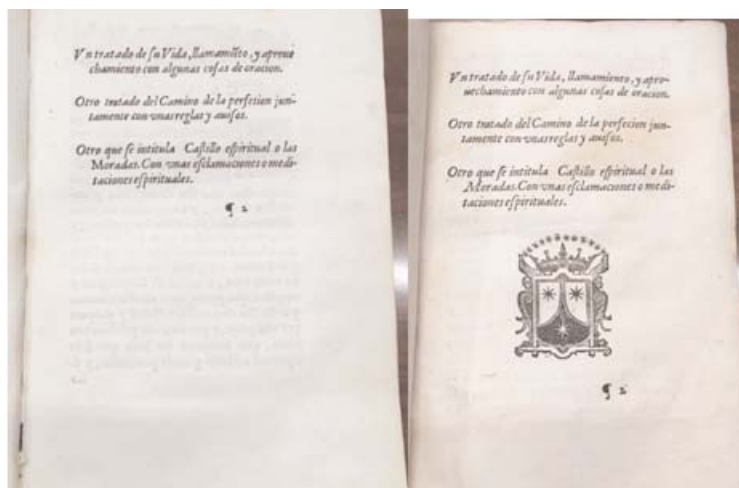 Vn tratado de ſu Vida, llamamiẽto, y aproue
chamiento con algunas coſas de oracion.
Otro tratado del Camino de la perfecion jun-
tamente con vnas reglas y auiſos.
Otro que ſe intitula Caſtillo eſpiritual o las
Moradas. Con vnas eſclamaciones o medi-
taciones eſpirituales.
¶ 2
Vn tratado de ſu Vida, llamamiento, y apro-
uechamiento con algunas coſas de oracion.
Otro tratado del Camino de la perfecion jun-
tamente con vnas reglas y auiſos.
Otro que ſe intitula Caſtillo eſpiritual o las
Moradas. Con vnas eſclamaciones o medi-
taciones eſpirituales.
¶ 2